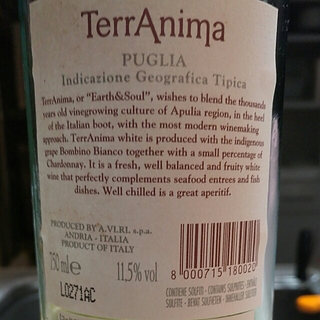 TerrAnima
PUGLIA
Indicazione Geografica Tipica
TerrAnima, or "Earth&Soul", wishes to blend the thousands
years old vinegrowing culture of Apulia region, in the heel
of the Italian boot, with the most modern winemaking
approach. TerrAnima white is produced with the indigenous
grape Bombino Bianco together with a small percentage of
Chardonnay. It is a fresh, well balanced and fruity white
wine that perfectly complements seafood entrees and fish
dishes. Well chilled is a great aperitif.
PRODUCED BY A.VI.RI. s.p.a.
ANDRIA - ITALIA
PRODUCT OF ITALY
750 ml e
11.5% vol
L0271AC
8 000715 180020
CONTIENE SOLFITI - CONTAINS SULPHITES -
SULFITE -